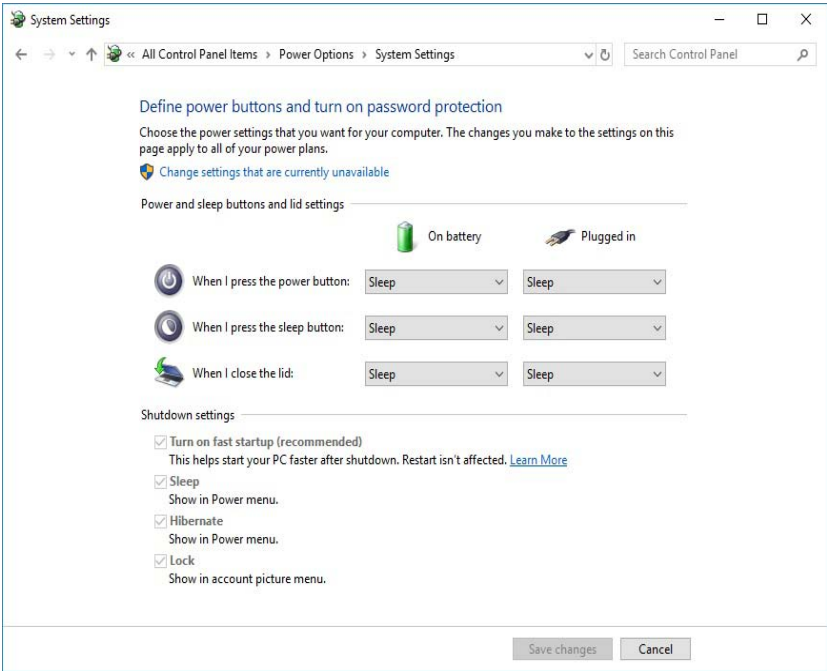 System Settings
« All Control Panel Items > Power Options > System Settings
Search Control Panel
Define power buttons and turn on password protection
Choose the power settings that you want for your computer. The changes you make to the settings on this
page apply to all of your power plans.
Change settings that are currently unavailable
Power and sleep buttons and lid settings
On battery Plugged in
When I press the power button: Sleep Sleep
When I press the sleep button: Sleep Sleep
When I close the lid: Sleep Sleep
Shutdown settings
Turn on fast startup (recommended)
This helps start your PC faster after shutdown. Restart isn't affected. Learn More
Sleep
Show in Power menu.
Hibernate
Show in Power menu.
Lock
Show in account picture menu.
Save changes Cancel